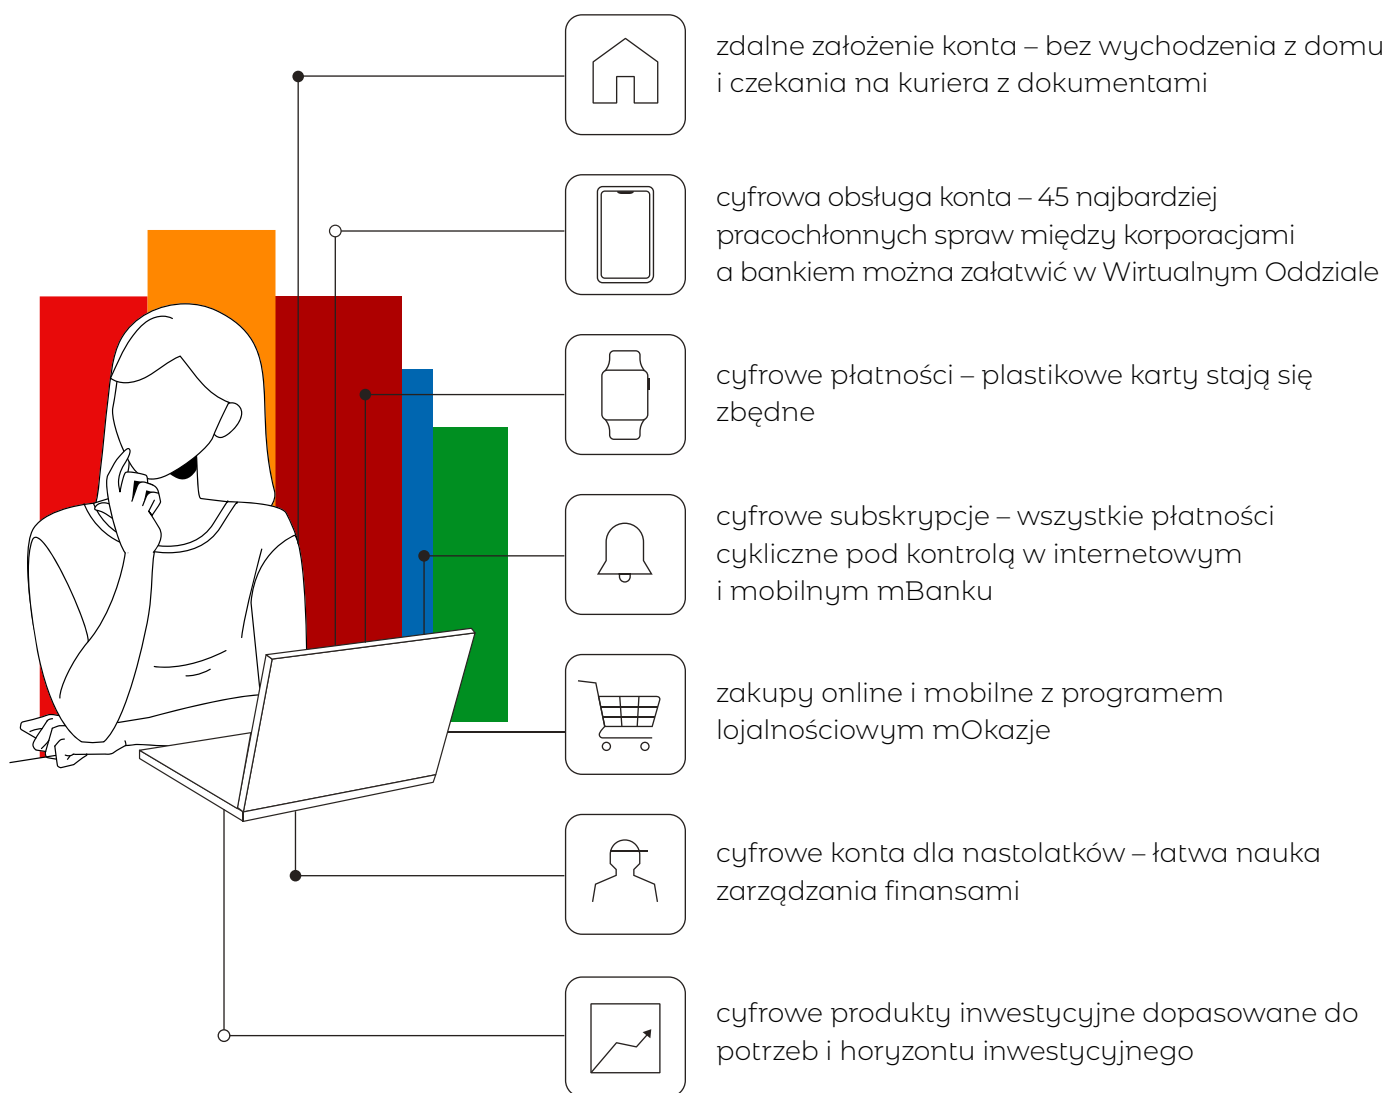 zdalne założenie konta – bez wychodzenia z domu
i czekania na kuriera z dokumentami
cyfrowa obsługa konta – 45 najbardziej
pracochłonnych spraw między korporacjami
a bankiem można załatwić w Wirtualnym Oddziale
cyfrowe płatności – plastikowe karty stają się
zbędne
cyfrowe subskrypcje – wszystkie płatności
cykliczne pod kontrolą w internetowym
i mobilnym mBanku
zakupy online i mobilne z programem
lojalnościowym mOkazje
cyfrowe konta dla nastolatków – łatwa nauka
zarządzania finansami
cyfrowe produkty inwestycyjne dopasowane do
potrzeb i horyzontu inwestycyjnego